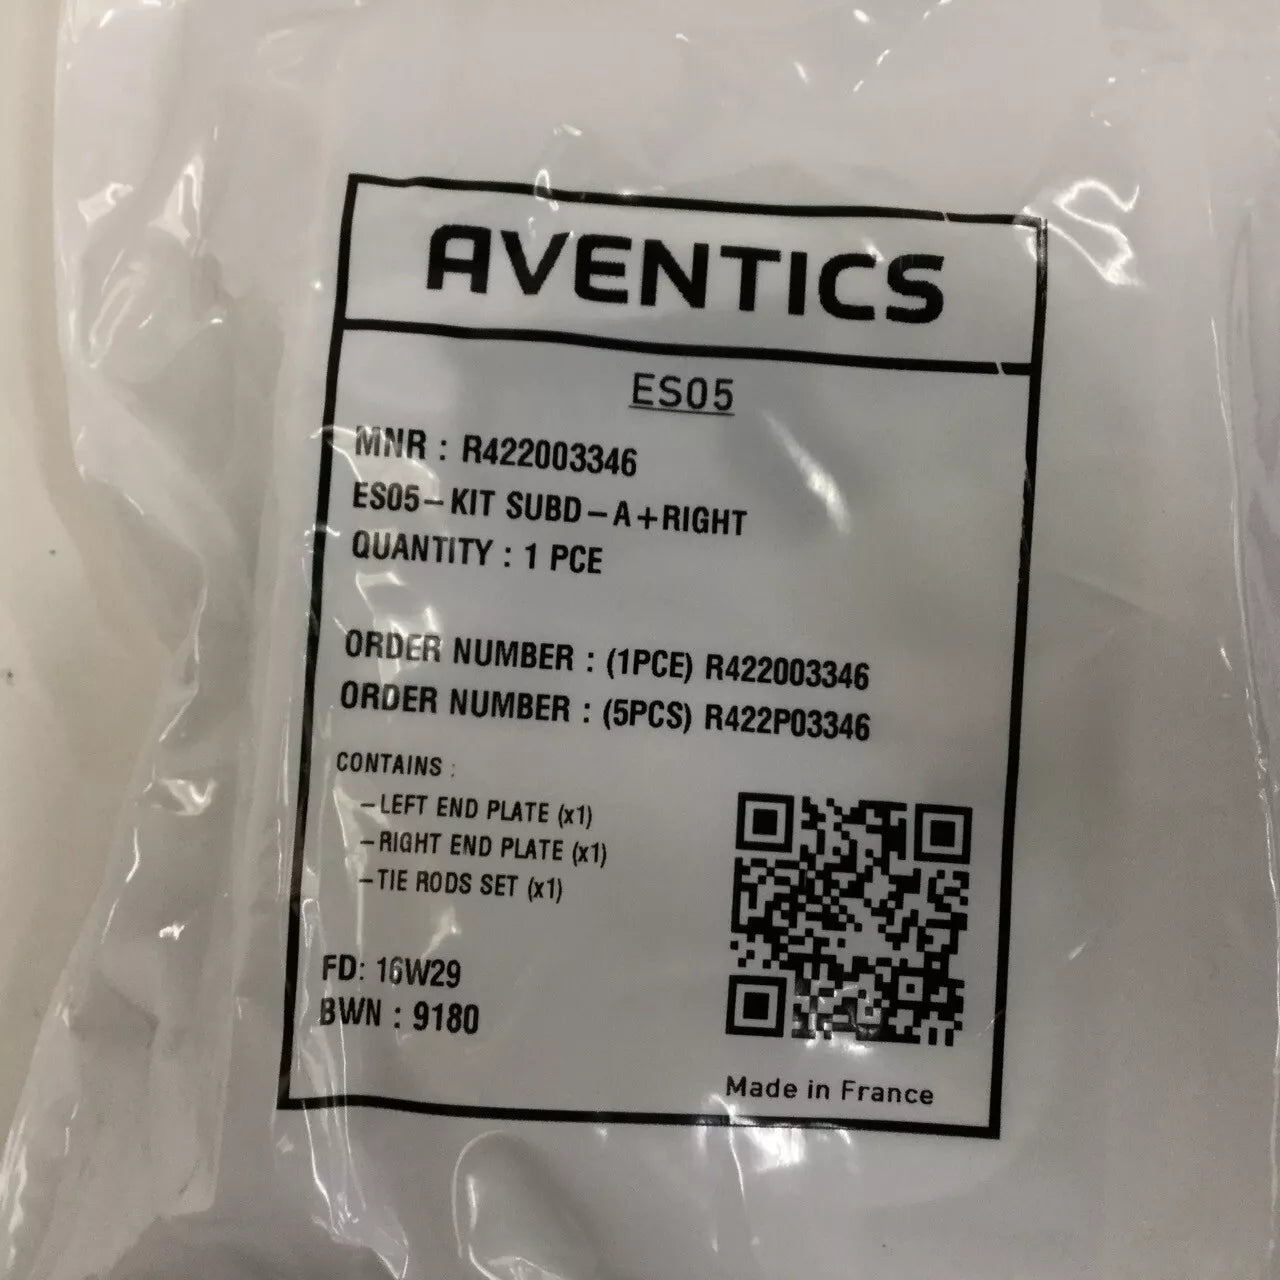 AVENTICS
ES05
MNR : R422003346
ES05-KIT SUBD-A+RIGHT
QUANTITY : 1 PCE
ORDER NUMBER : (1PCE) R422003346
ORDER NUMBER : (5PCS) R422P03346
CONTAINS :
-LEFT END PLATE (x1)
-RIGHT END PLATE (x1)
-TIE RODS SET (x1)
FD: 16W29
BWN : 9180
Made in France